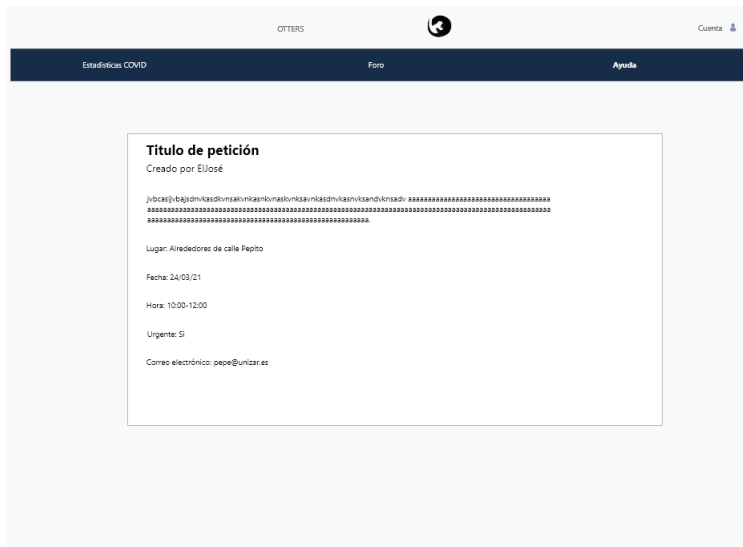 OTTERS
Cuenta
Estadisticas COVID
Foro
Ayuda
Titulo de petición
Creado por ElJosé
Lugar: Alrededores de calle Pepito
Fecha: 24/03/21
Hora: 10:00-12:00
Urgente: Si
Correo electrónico: pepe@unizar.es